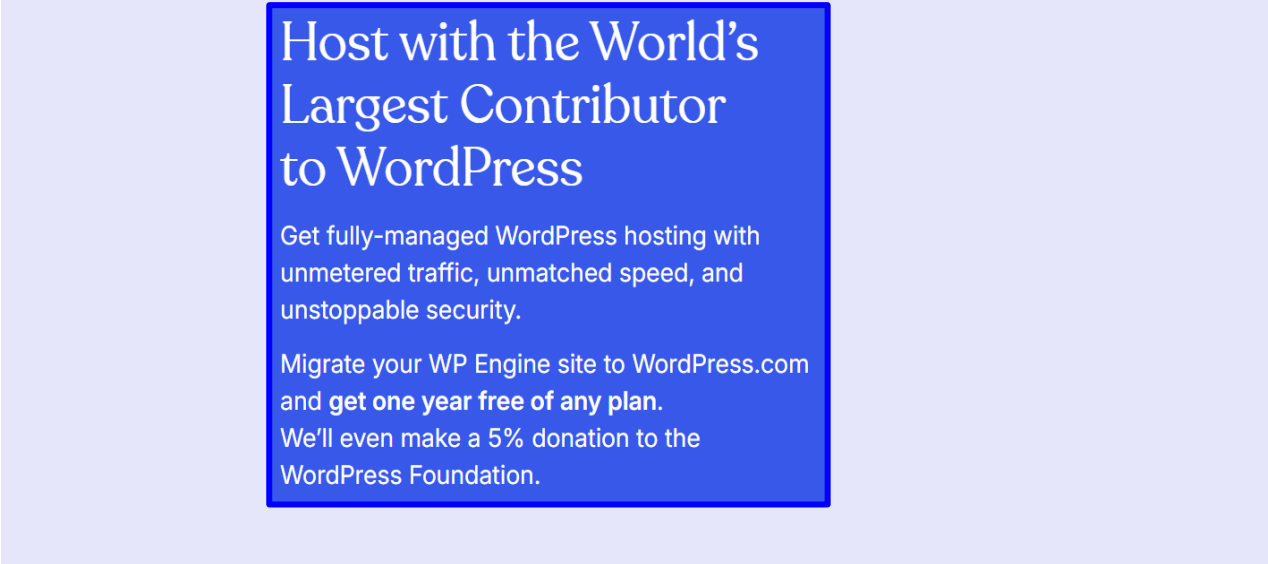 Host with the World’s
Largest Contributor
to WordPress
Get fully-managed WordPress hosting with
unmetered traffic, unmatched speed, and
unstoppable security.
Migrate your WP Engine site to WordPress.com
and get one year free of any plan.
We’ll even make a 5% donation to the
WordPress Foundation.